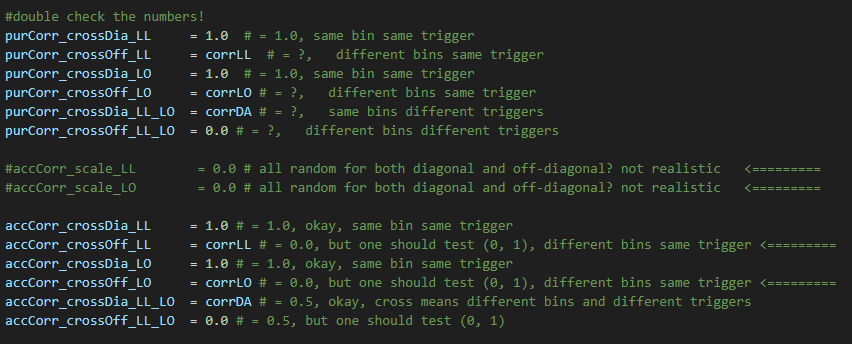 #double check the numbers!
purCorr_crossDia_LL = 1.0 # = 1.0, same bin same trigger
purCorr_crossOff_LL = corrLL # = ?, different bins same trigger
purCorr_crossDia_LO = 1.0 # = 1.0, same bin same trigger
purCorr_crossOff_LO = corrLO # = ?, different bins same trigger
purCorr_crossDia_LL_LO = corrDA # = ?, same bins different triggers
purCorr_crossOff_LL_LO = 0.0 # = ?, different bins different triggers
#accCorr_scale_LL = 0.0 # all random for both diagonal and off-diagonal? not realistic <=========
#accCorr_scale_LO = 0.0 # all random for both diagonal and off-diagonal? not realistic <=========
accCorr_crossDia_LL = 1.0 # = 1.0, okay, same bin same trigger
accCorr_crossOff_LL = corrLL # = 0.0, but one should test (0, 1), different bins same trigger <=========
accCorr_crossDia_LO = 1.0 # = 1.0, okay, same bin same trigger
accCorr_crossOff_LO = corrLO # = 0.0, but one should test (0, 1), different bins same trigger <=========
accCorr_crossDia_LL_LO = corrDA # = 0.5, okay, cross means different bins and different triggers
accCorr_crossOff_LL_LO = 0.0 # = 0.5, but one should test (0, 1)